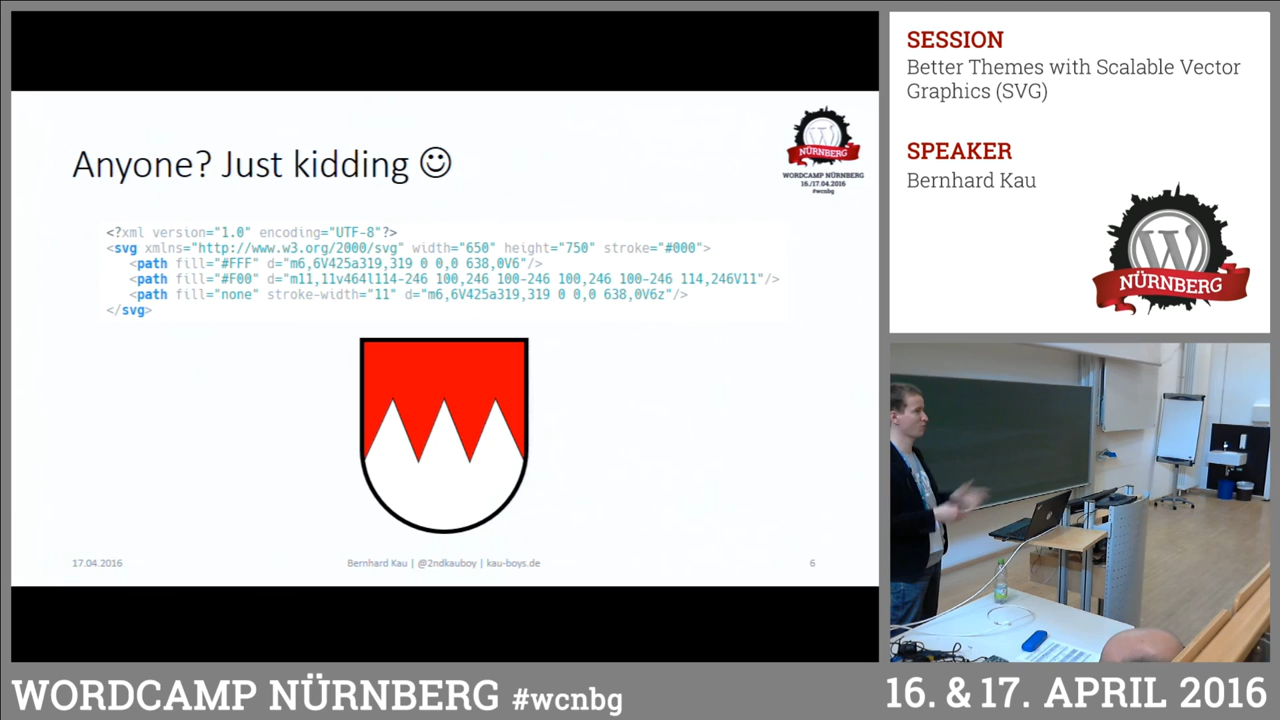 Anyone? Just kidding ☺
NÜRNBERG
WORDCAMP NÜRNBERG
16./17.04.2016
#wcnbg
<?xml version="1.0" encoding="UTF-8"?>
<svg xmlns="http://www.w3.org/2000/svg" width="650" height="750" stroke="#000">
<path fill="#FFF" d="m6,6V425a319,319 0 0,0 638,0V6"/>
<path fill="#F00" d="m11,11v464l114-246 100,246 100-246 100,246 100-246 114,246V11"/>
<path fill="none" stroke-width="11" d="m6,6V425a319,319 0 0,0 638,0V6z"/>
</svg>
17.04.2016
Bernhard Kau | @2ndkauboy | kau-boys.de
6
SESSION
Better Themes with Scalable Vector
Graphics (SVG)
SPEAKER
Bernhard Kau
NÜRNBERG
WORDCAMP NÜRNBERG #wcnbg
16. & 17. APRIL 2016